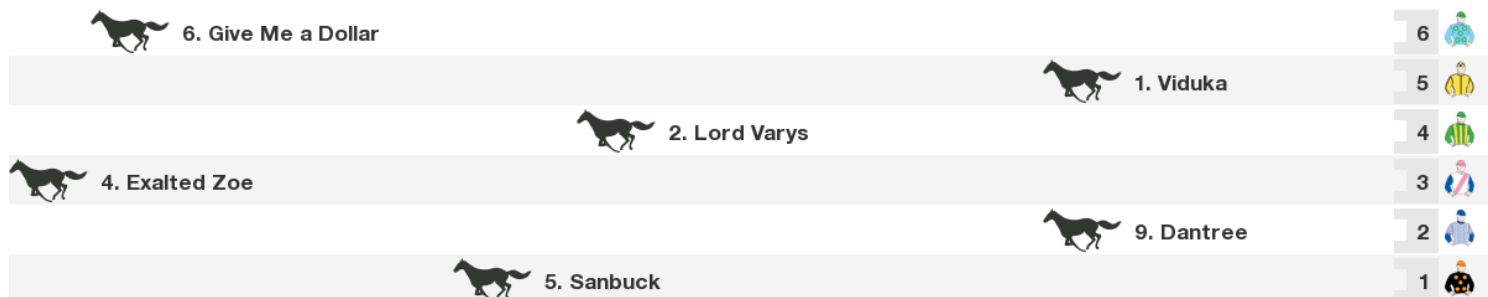 6. Give Me a Dollar 6
1. Viduka 5
2. Lord Varys 4
4. Exalted Zoe 3
9. Dantree 2
5. Sanbuck 1